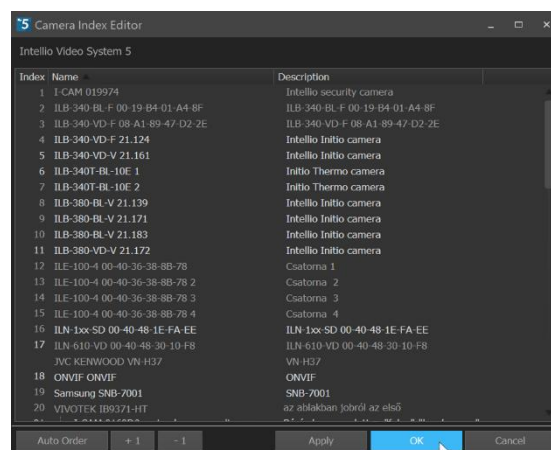 5 Camera Index Editor
Intellio Video System 5
Index Name Description
1 I-CAM 019974 Intellio security camera
2 ILB-340-BL-F 00-19-B4-01-A4-8F ILB-340-BL-F 00-19-B4-01-A4-8F
3 ILB-340-VD-F 08-A1-89-47-D2-2E ILB-340-VD-F 08-A1-89-47-D2-2E
4 ILB-340-VD-F 21.124 Intellio Initio camera
5 ILB-340-VD-V 21.161 Intellio Initio camera
6 ILB-340T-BL-10E 1 Initio Thermo camera
7 ILB-340T-BL-10E 2 Initio Thermo camera
8 ILB-380-BL-V 21.139 Intellio Initio camera
9 ILB-380-BL-V 21.171 Intellio Initio camera
10 ILB-380-BL-V 21.183 Intellio Initio camera
11 ILB-380-VD-V 21.172 Intellio Initio camera
12 ILE-100-4 00-40-36-38-8B-78 Csatorna 1
13 ILE-100-4 00-40-36-38-8B-78 2 Csatorna 2
14 ILE-100-4 00-40-36-38-8B-78 3 Csatorna 3
15 ILE-100-4 00-40-36-38-8B-78 4 Csatorna 4
16 ILN-1xx-SD 00-40-48-1E-FA-EE ILN-1xx-SD 00-40-48-1E-FA-EE
17 ILN-610-VD 00-40-48-30-10-F8 ILN-610-VD 00-40-48-30-10-F8
JVC KENWOOD VN-H37 VN-H37
18 ONVIF ONVIF ONVIF
19 Samsung SNB-7001 SNB-7001
20 VIVOTEK IB9371-HT az ablakban jobról az első
Auto Order + 1 - 1 Apply OK Cancel